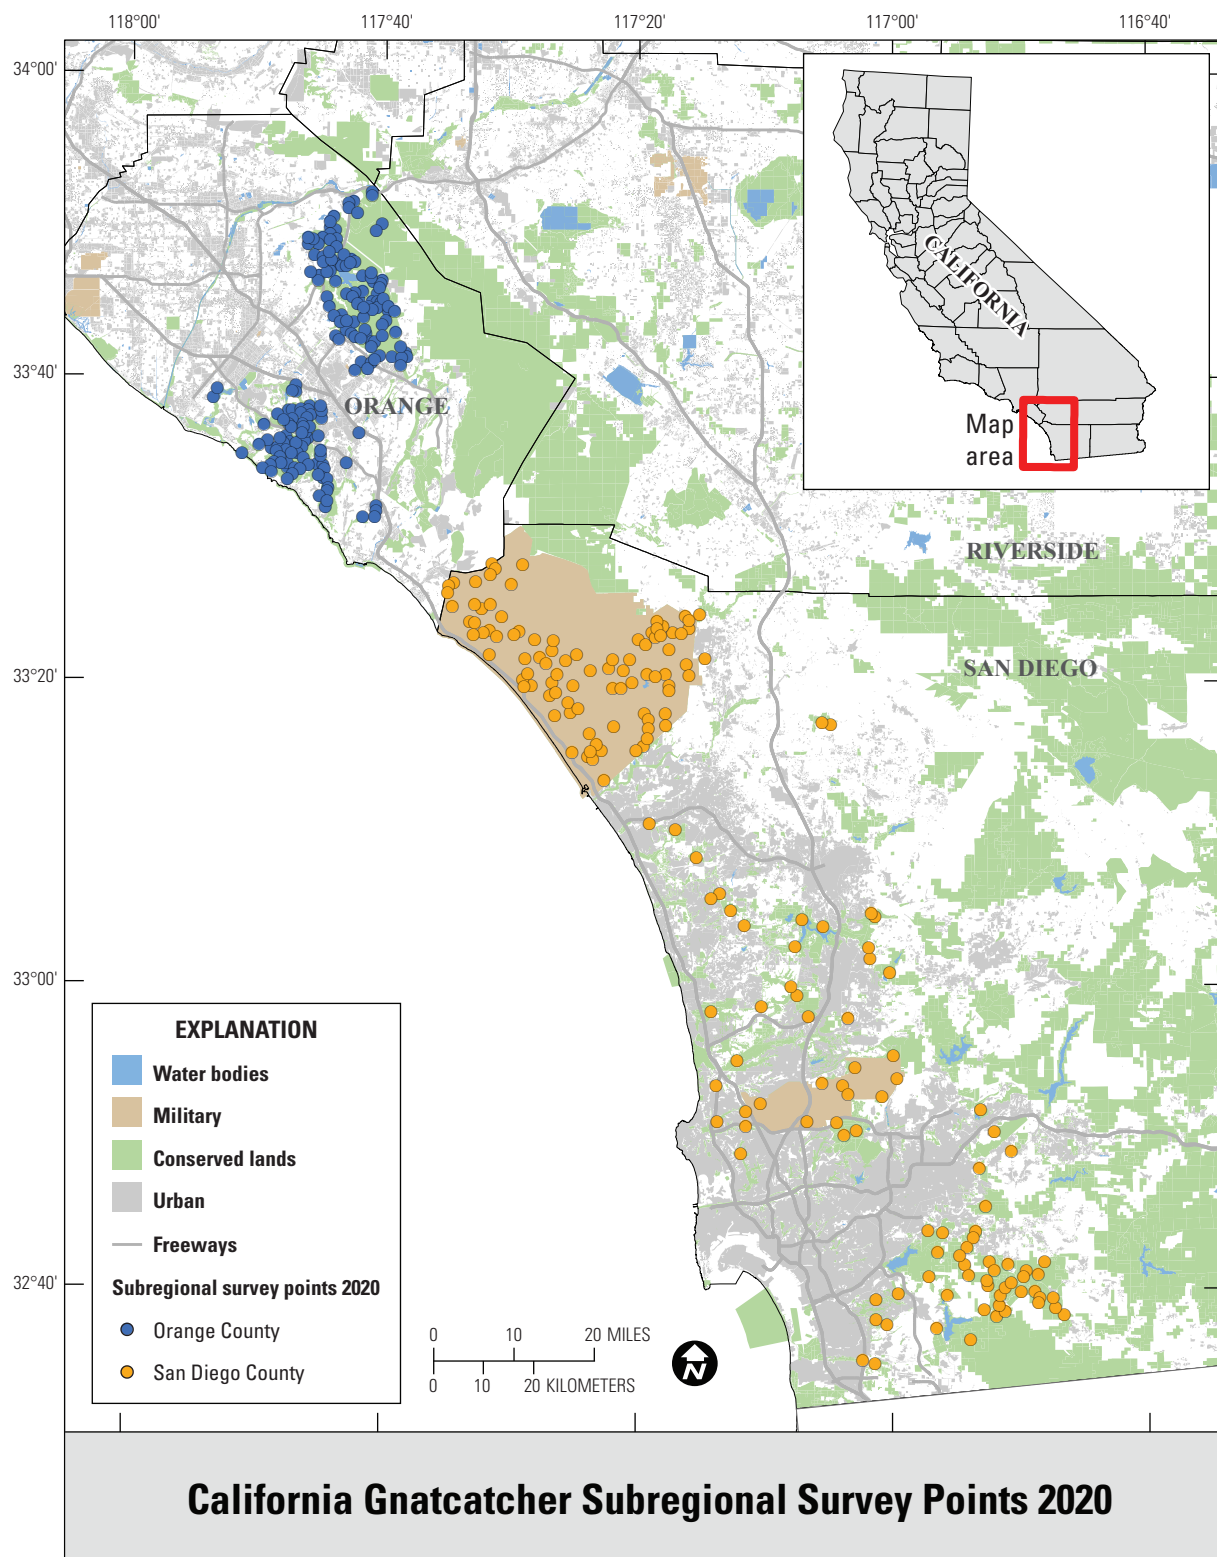 118°00'
117°40'
117°20'
117°00'
116°40'
34°00'
33°40'
33°20'
33°00'
32°40'
CALIFORNIA
Map
area
ORANGE
RIVERSIDE
SAN DIEGO
EXPLANATION
Water bodies
Military
Conserved lands
Urban
Freeways
Subregional survey points 2020
Orange County
San Diego County
0 10 20 MILES
0 10 20 KILOMETERS
N
California Gnatcatcher Subregional Survey Points 2020